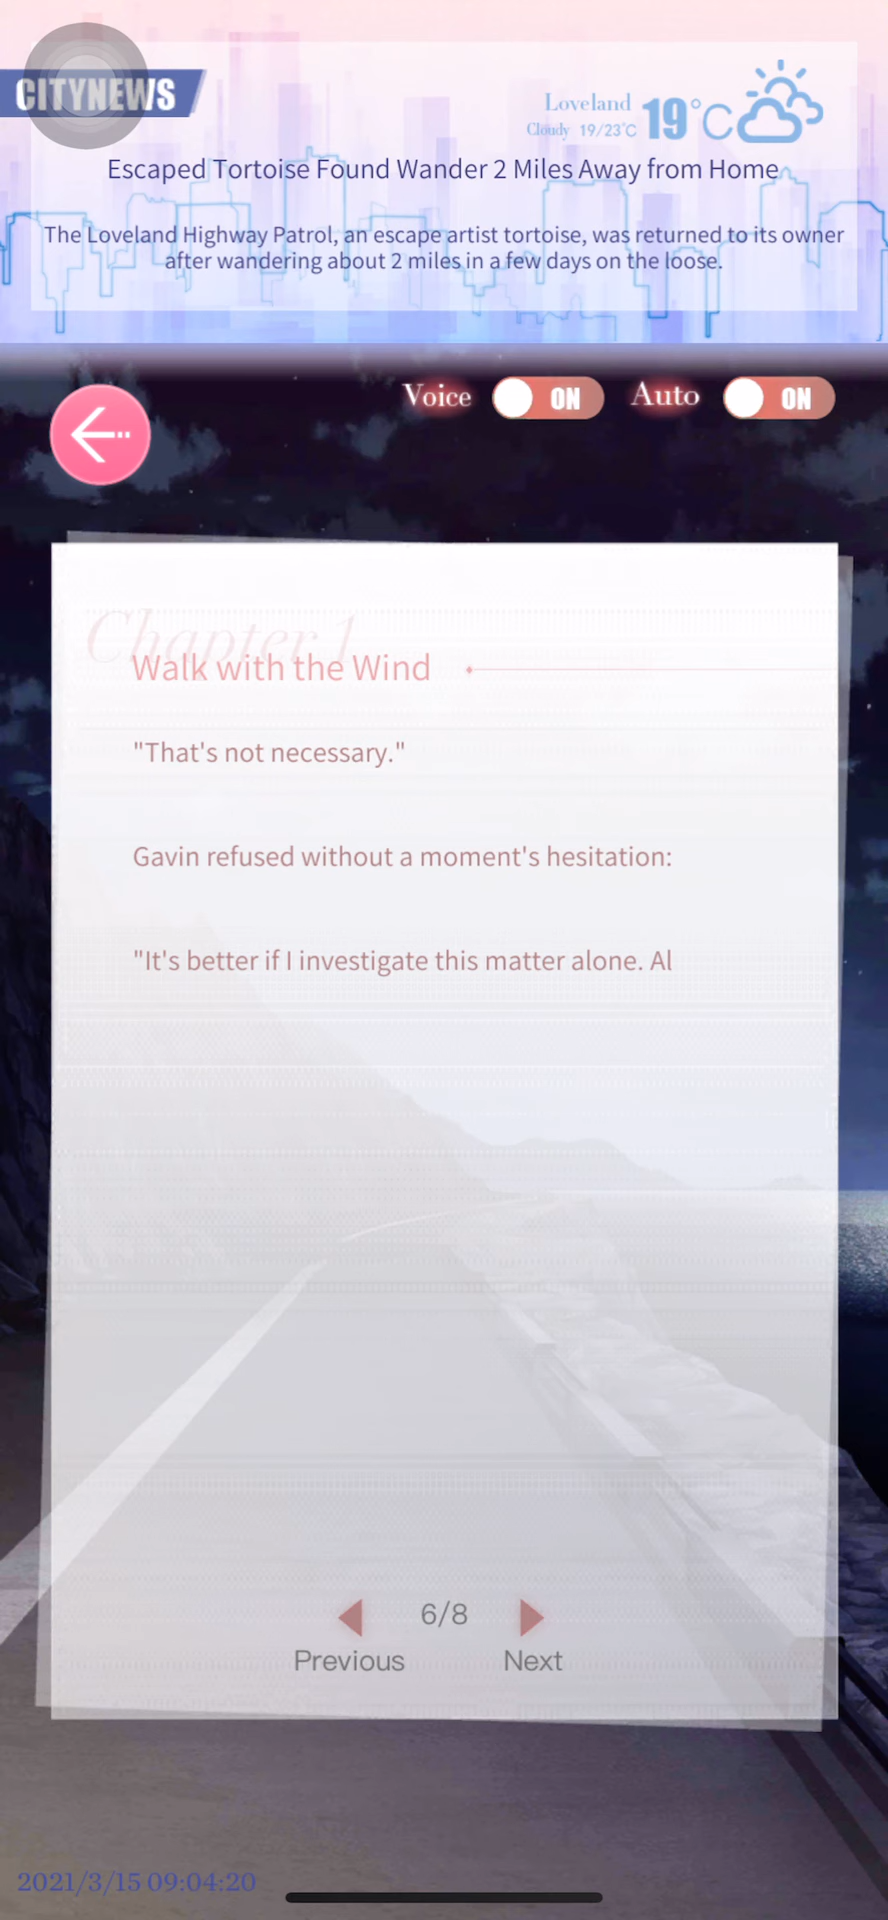 CITYNEWS
Loveland
Cloudy 19/23°C
19°C
Escaped Tortoise Found Wander 2 Miles Away from Home
The Loveland Highway Patrol, an escape artist tortoise, was returned to its owner
after wandering about 2 miles in a few days on the loose.
Voice ON Auto ON
Chapter 1
Walk with the Wind
"That's not necessary."
Gavin refused without a moment's hesitation:
"It's better if I investigate this matter alone. Al
6/8
Previous Next
2021/3/15 09:04:20